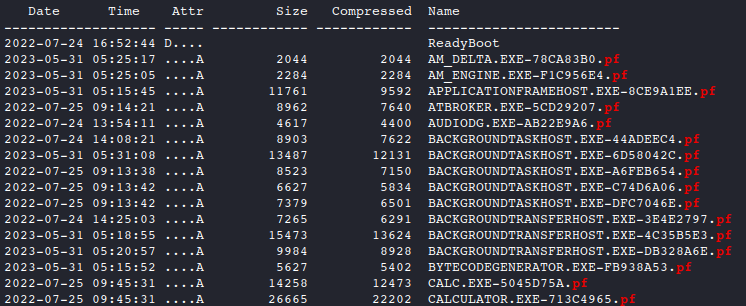 Date Time Attr Size Compressed Name
------------------- ----- ------------ ------------ ------------------------
2022-07-24 16:52:44 D.... ReadyBoot
2023-05-31 05:25:17 ....A 2044 2044 AM_DELTA.EXE-78CA83B0.pf
2023-05-31 05:25:05 ....A 2284 2284 AM_ENGINE.EXE-F1C956E4.pf
2023-05-31 05:15:45 ....A 11761 9592 APPLICATIONFRAMEHOST.EXE-8CE9A1EE.pf
2022-07-25 09:14:21 ....A 8962 7640 ATBROKER.EXE-5CD29207.pf
2022-07-24 13:54:11 ....A 4617 4400 AUDIODG.EXE-AB22E9A6.pf
2022-07-24 14:08:21 ....A 8903 7622 BACKGROUNDTASKHOST.EXE-44ADEEC4.pf
2023-05-31 05:31:08 ....A 13487 12131 BACKGROUNDTASKHOST.EXE-6D58042C.pf
2022-07-25 09:13:38 ....A 8523 7150 BACKGROUNDTASKHOST.EXE-A6FEB654.pf
2022-07-25 09:13:42 ....A 6627 5834 BACKGROUNDTASKHOST.EXE-C74D6A06.pf
2022-07-25 09:13:42 ....A 7379 6501 BACKGROUNDTASKHOST.EXE-DFC7046E.pf
2022-07-24 14:25:03 ....A 7265 6291 BACKGROUNDTRANSFERHOST.EXE-3E4E2797.pf
2023-05-31 05:18:55 ....A 15473 13624 BACKGROUNDTRANSFERHOST.EXE-4C35B5E3.pf
2023-05-31 05:20:57 ....A 9984 8928 BACKGROUNDTRANSFERHOST.EXE-DB328A6E.pf
2023-05-31 05:15:52 ....A 5627 5402 BYTECODEGENERATOR.EXE-FB938A53.pf
2022-07-25 09:45:31 ....A 14258 12473 CALC.EXE-5045D75A.pf
2022-07-25 09:45:31 ....A 26665 22202 CALCULATOR.EXE-713C4965.pf